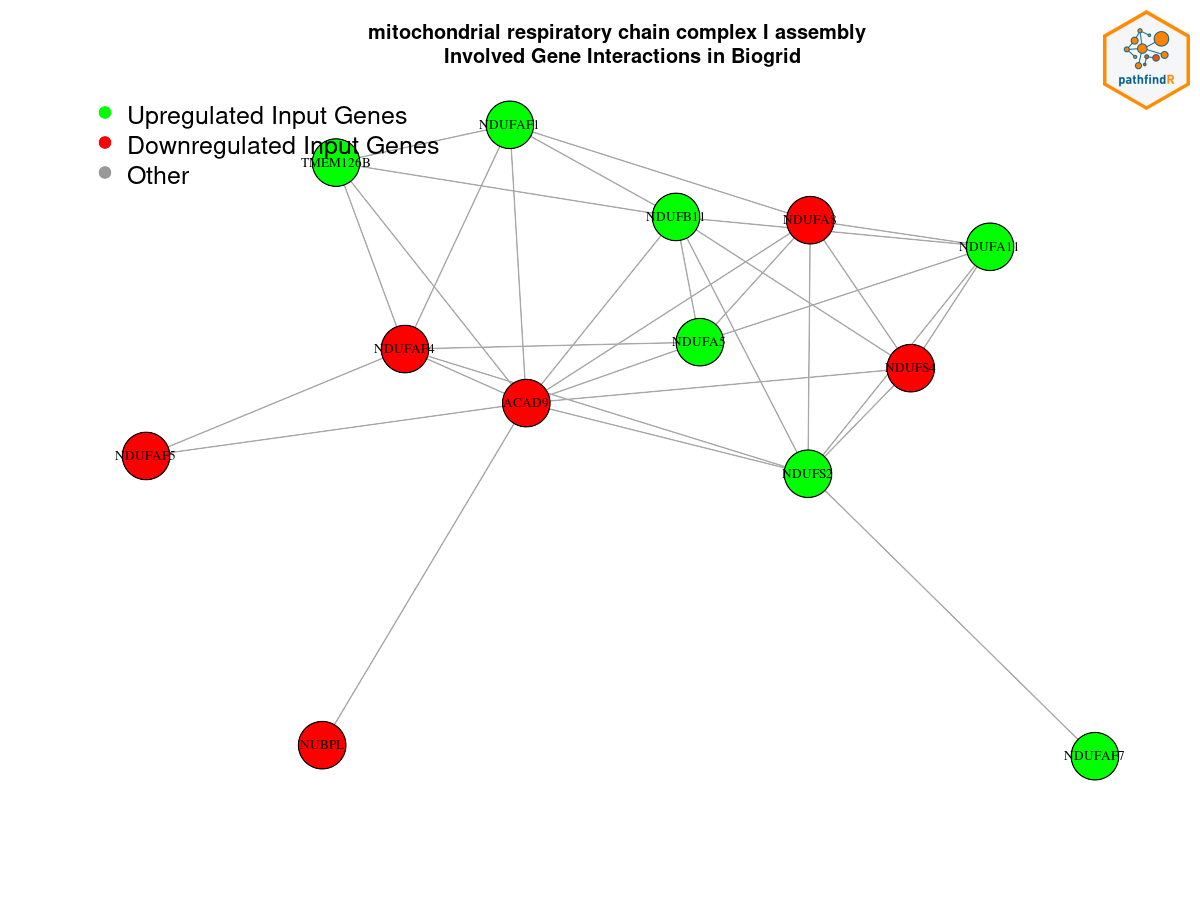 mitochondrial respiratory chain complex I assembly
Involved Gene Interactions in Biogrid
pathfindR
Upregulated Input Genes
Downregulated Input Genes
Other
NDUFAF1
TMEM126B
NDUFB11
NDUFA8
NDUFA11
NDUFAF4
NDUFA5
NDUFS4
ACAD9
NDUFAF5
NDUFS2
NUBPL
NDUFAF7